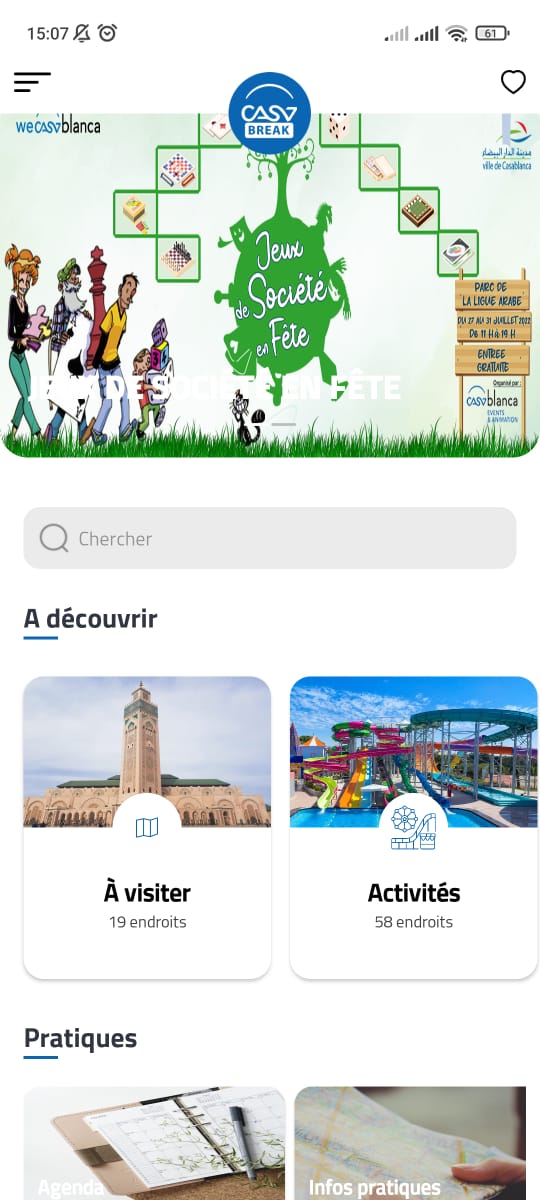 15:07
61
CASA
BREAK
wecasablanca
مدينة الدار البيضاء
ville de Casablanca
Jeux
de Société
en Fête
PARC DE
LA LIGUE ARABE
DU 27 AU 31 JUILLET 2022
De 11 H à 19 H
ENTREE
GRATUITE
Organisé par :
casablanca
EVENTS
& ANIMATION
JEUX DE SOCIÉTÉ EN FÊTE
Chercher
A découvrir
À visiter
19 endroits
Activités
58 endroits
Pratiques
Agenda
Infos pratiques